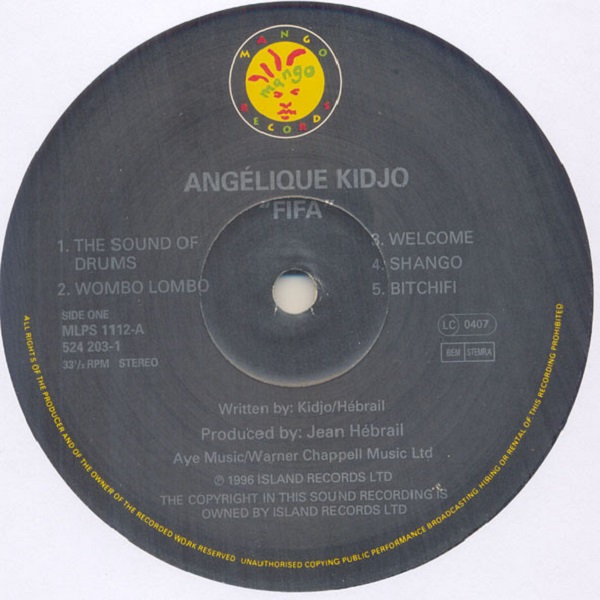 MANGO
mango
RECORDS
ANGÉLIQUE KIDJO
"FIFA"
1. THE SOUND OF
DRUMS
2. WOMBO LOMBO
3. WELCOME
4. SHANGO
5. BITCHIFI
SIDE ONE
MLPS 1112-A
524 203-1
33⅓ RPM STEREO
LC 0407
BIEM STEMRA
Written by: Kidjo/Hébrail
Produced by: Jean Hébrail
Aye Music/Warner Chappell Music Ltd
℗ 1996 ISLAND RECORDS LTD
THE COPYRIGHT IN THIS SOUND RECORDING IS
OWNED BY ISLAND RECORDS LTD
ALL RIGHTS OF THE PRODUCER AND OF THE OWNER OF THE RECORDED WORK RESERVED UNAUTHORISED COPYING PUBLIC PERFORMANCE BROADCASTING HIRING OR RENTAL OF THIS RECORDING PROHIBITED